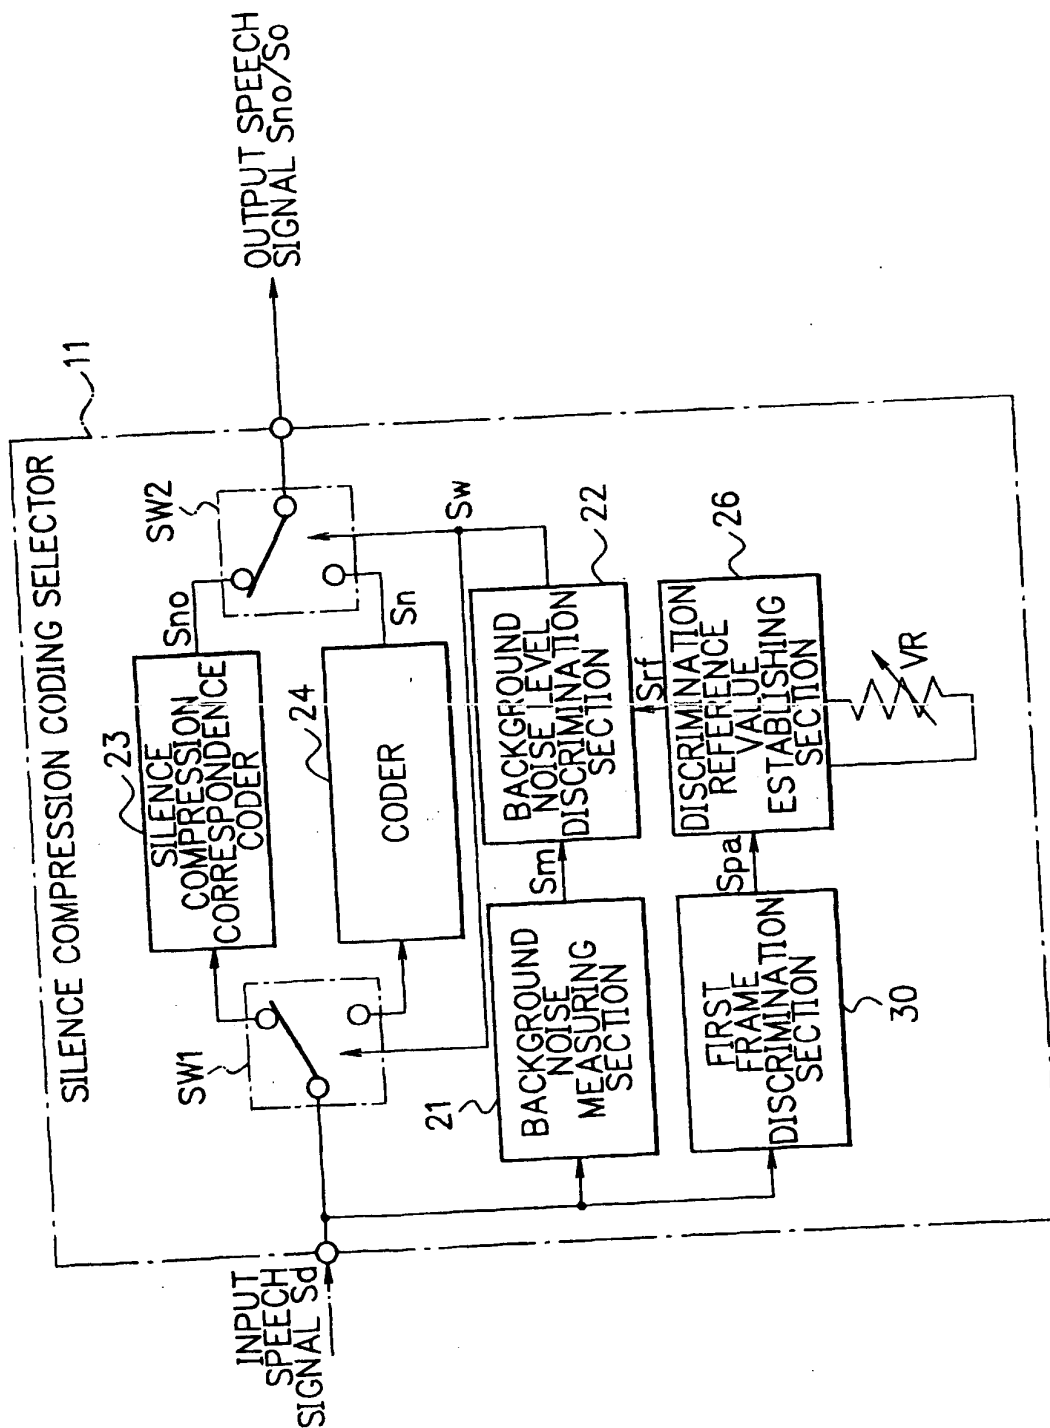 SILENCE COMPRESSION CODING SELECTOR
11
INPUT
SPEECH
SIGNAL Sd
OUTPUT SPEECH
SIGNAL Sno/So
SW1
23
SILENCE
COMPRESSION
CORRESPONDENCE
CODER
Sno
SW2
24
CODER
Sn
Sw
21
BACKGROUND
NOISE
MEASURING
SECTION
Sm
BACKGROUND
NOISE LEVEL
DISCRIMINATION
SECTION
22
Srf
FIRST
FRAME
DISCRIMINATION
SECTION
30
Spa
DISCRIMINATION
REFERENCE
VALUE
ESTABLISHING
SECTION
26
VR